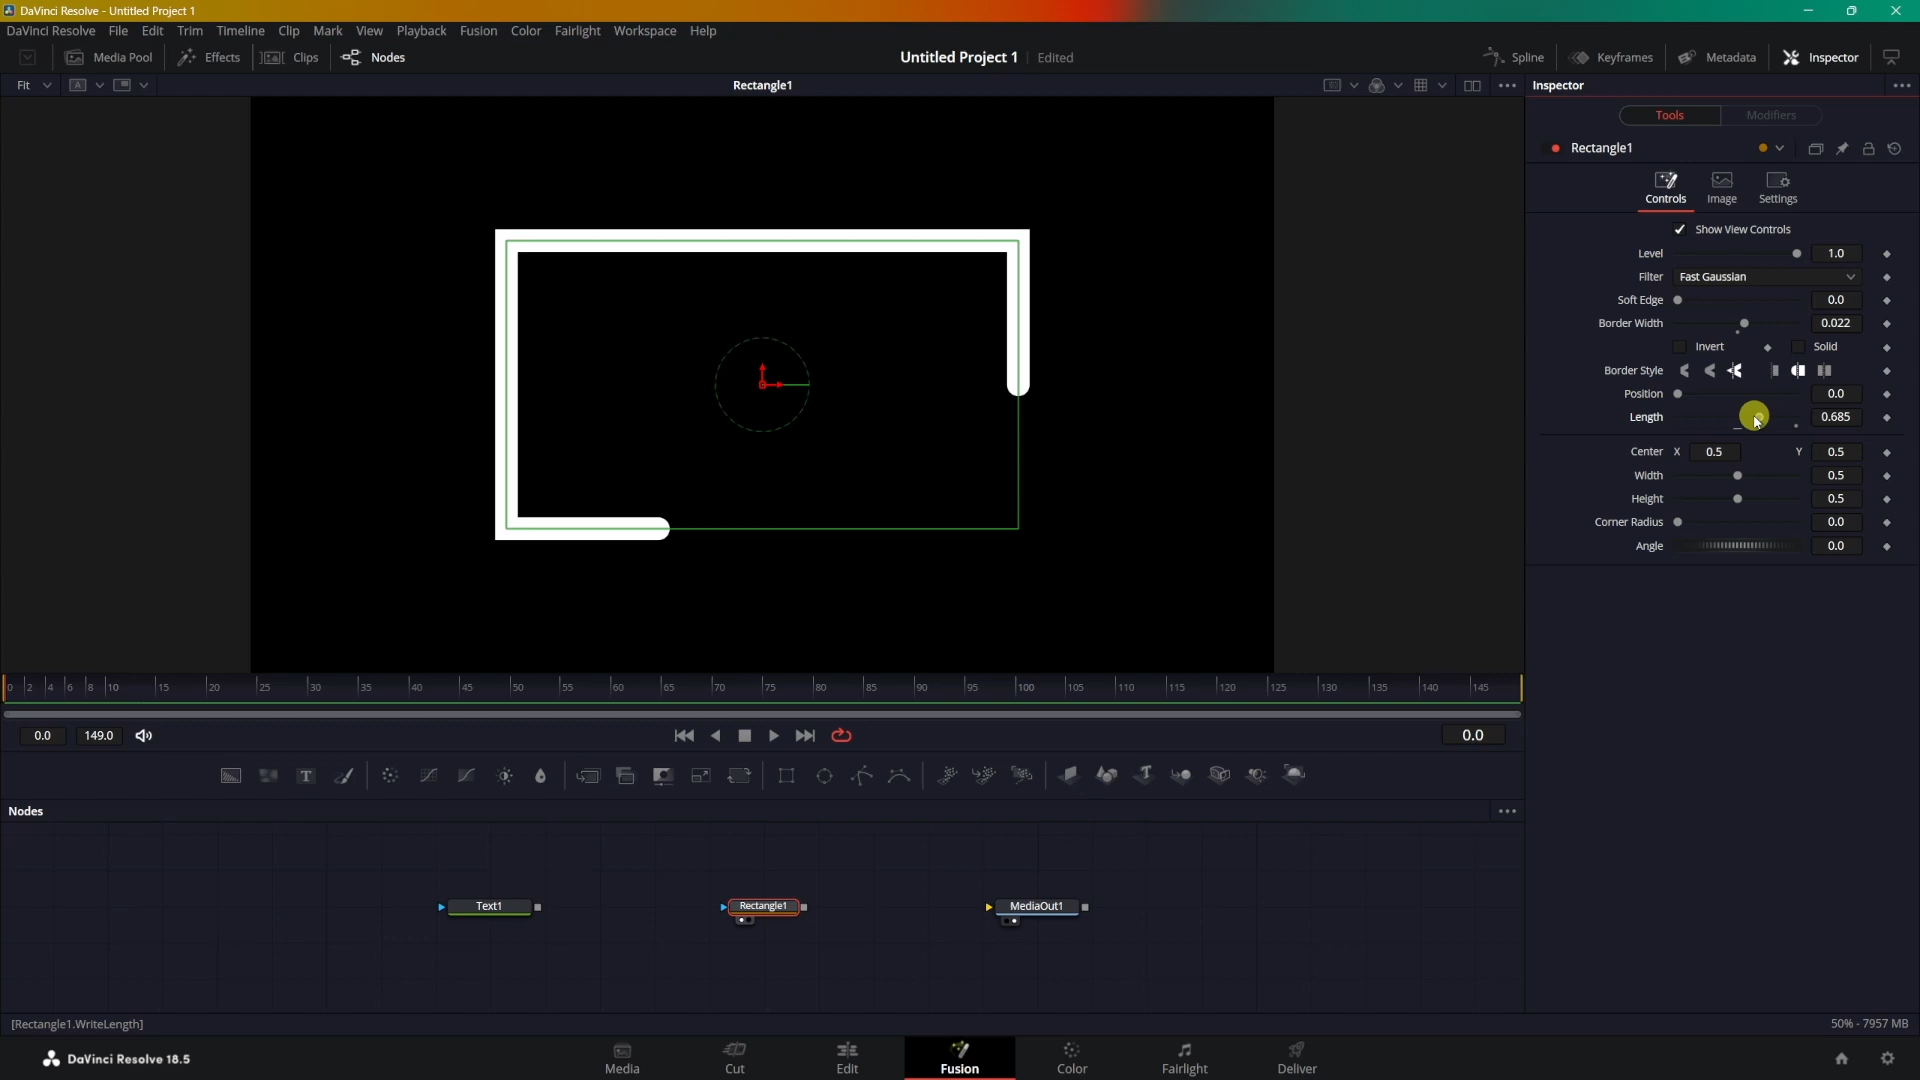 DaVinci Resolve - Untitled Project 1
DaVinci Resolve File Edit Trim Timeline Clip Mark View Playback Fusion Color Fairlight Workspace Help
Media Pool Effects Clips Nodes Untitled Project 1 Edited Spline Keyframes Metadata Inspector
Fit A Rectangle1 Inspector
Tools Modifiers
Rectangle1
Controls Image Settings
Show View Controls
Level 1.0
Filter Fast Gaussian
Soft Edge 0.0
Border Width 0.022
Invert Solid
Border Style
Position 0.0
Length 0.685
Center X 0.5 Y 0.5
Width 0.5
Height 0.5
Corner Radius 0.0
Angle 0.0
0 2 4 6 8 10 15 20 25 30 35 40 45 50 55 60 65 70 75 80 85 90 95 100 105 110 115 120 125 130 135 140 145
0.0 149.0 0.0
T
Nodes
Text1 Rectangle1 MediaOut1
[Rectangle1.WriteLength] 50% - 7957 MB
DaVinci Resolve 18.5 Media Cut Edit Fusion Color Fairlight Deliver